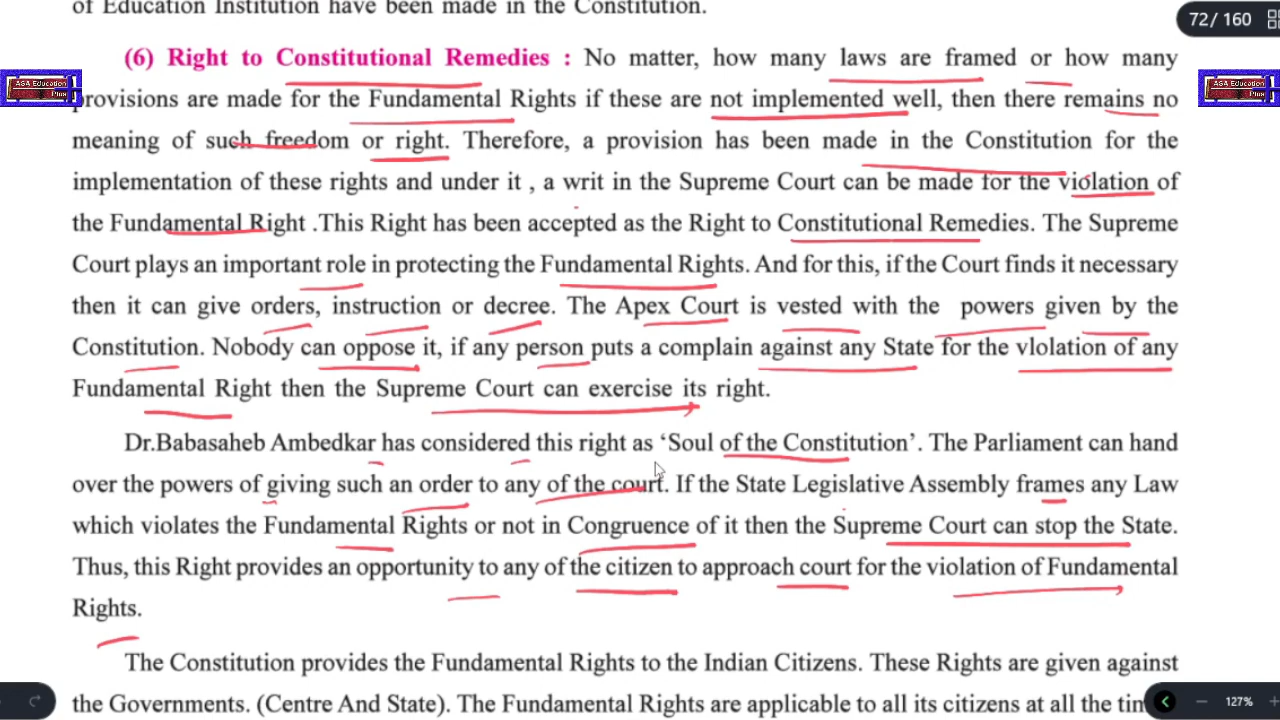 of Education Institution have been made in the Constitution.
72/ 160
(6) Right to Constitutional Remedies : No matter, how many laws are framed or how many
ASA Education Plus
ASA Education Plus
provisions are made for the Fundamental Rights if these are not implemented well, then there remains no
meaning of such freedom or right. Therefore, a provision has been made in the Constitution for the
implementation of these rights and under it , a writ in the Supreme Court can be made for the violation of
the Fundamental Right .This Right has been accepted as the Right to Constitutional Remedies. The Supreme
Court plays an important role in protecting the Fundamental Rights. And for this, if the Court finds it necessary
then it can give orders, instruction or decree. The Apex Court is vested with the powers given by the
Constitution. Nobody can oppose it, if any person puts a complain against any State for the vlolation of any
Fundamental Right then the Supreme Court can exercise its right.
Dr.Babasaheb Ambedkar has considered this right as ‘Soul of the Constitution’. The Parliament can hand
over the powers of giving such an order to any of the court. If the State Legislative Assembly frames any Law
which violates the Fundamental Rights or not in Congruence of it then the Supreme Court can stop the State.
Thus, this Right provides an opportunity to any of the citizen to approach court for the violation of Fundamental
Rights.
The Constitution provides the Fundamental Rights to the Indian Citizens. These Rights are given against
the Governments. (Centre And State). The Fundamental Rights are applicable to all its citizens at all the tim
127%